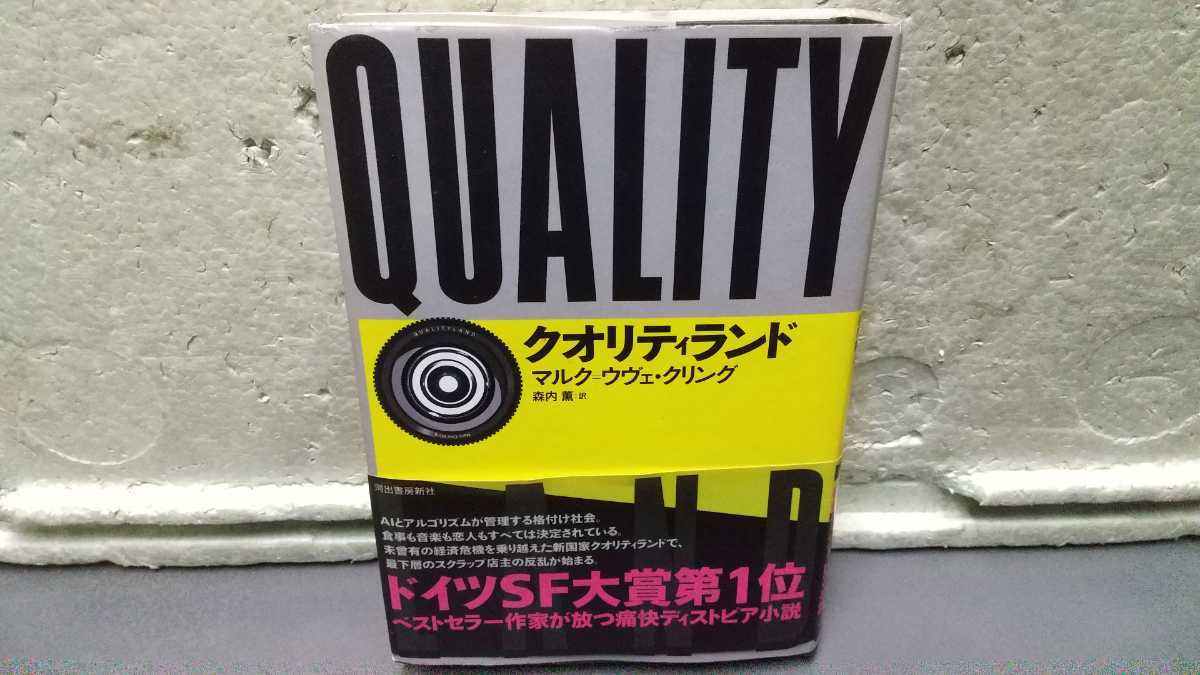 QUALITY
クオリティランド
マルク=ウヴェ・クリング
森内 薫:訳
QUALITYLAND
LAND
河出書房新社
AIとアルゴリズムが管理する格付け社会。
食事も音楽も恋人もすべては決定されている。
未曾有の経済危機を乗り越えた新国家クオリティランドで、
最下層のスクラップ店主の反乱が始まる。
ドイツSF大賞第1位
ベストセラー作家が放つ痛快ディストピア小説